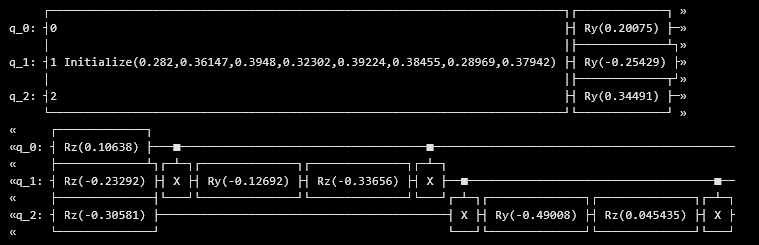 »
q_0: 0 Ry(0.20075) »
»
q_1: 1 Initialize(0.282,0.36147,0.3948,0.32302,0.39224,0.38455,0.28969,0.37942) Ry(-0.25429) »
»
q_2: 2 Ry(0.34491) »
»
«
«q_0: Rz(0.10638)
«
«q_1: Rz(-0.23292) X Ry(-0.12692) Rz(-0.33656) X
«
«q_2: Rz(-0.30581) X Ry(-0.49008) Rz(0.045435) X
«